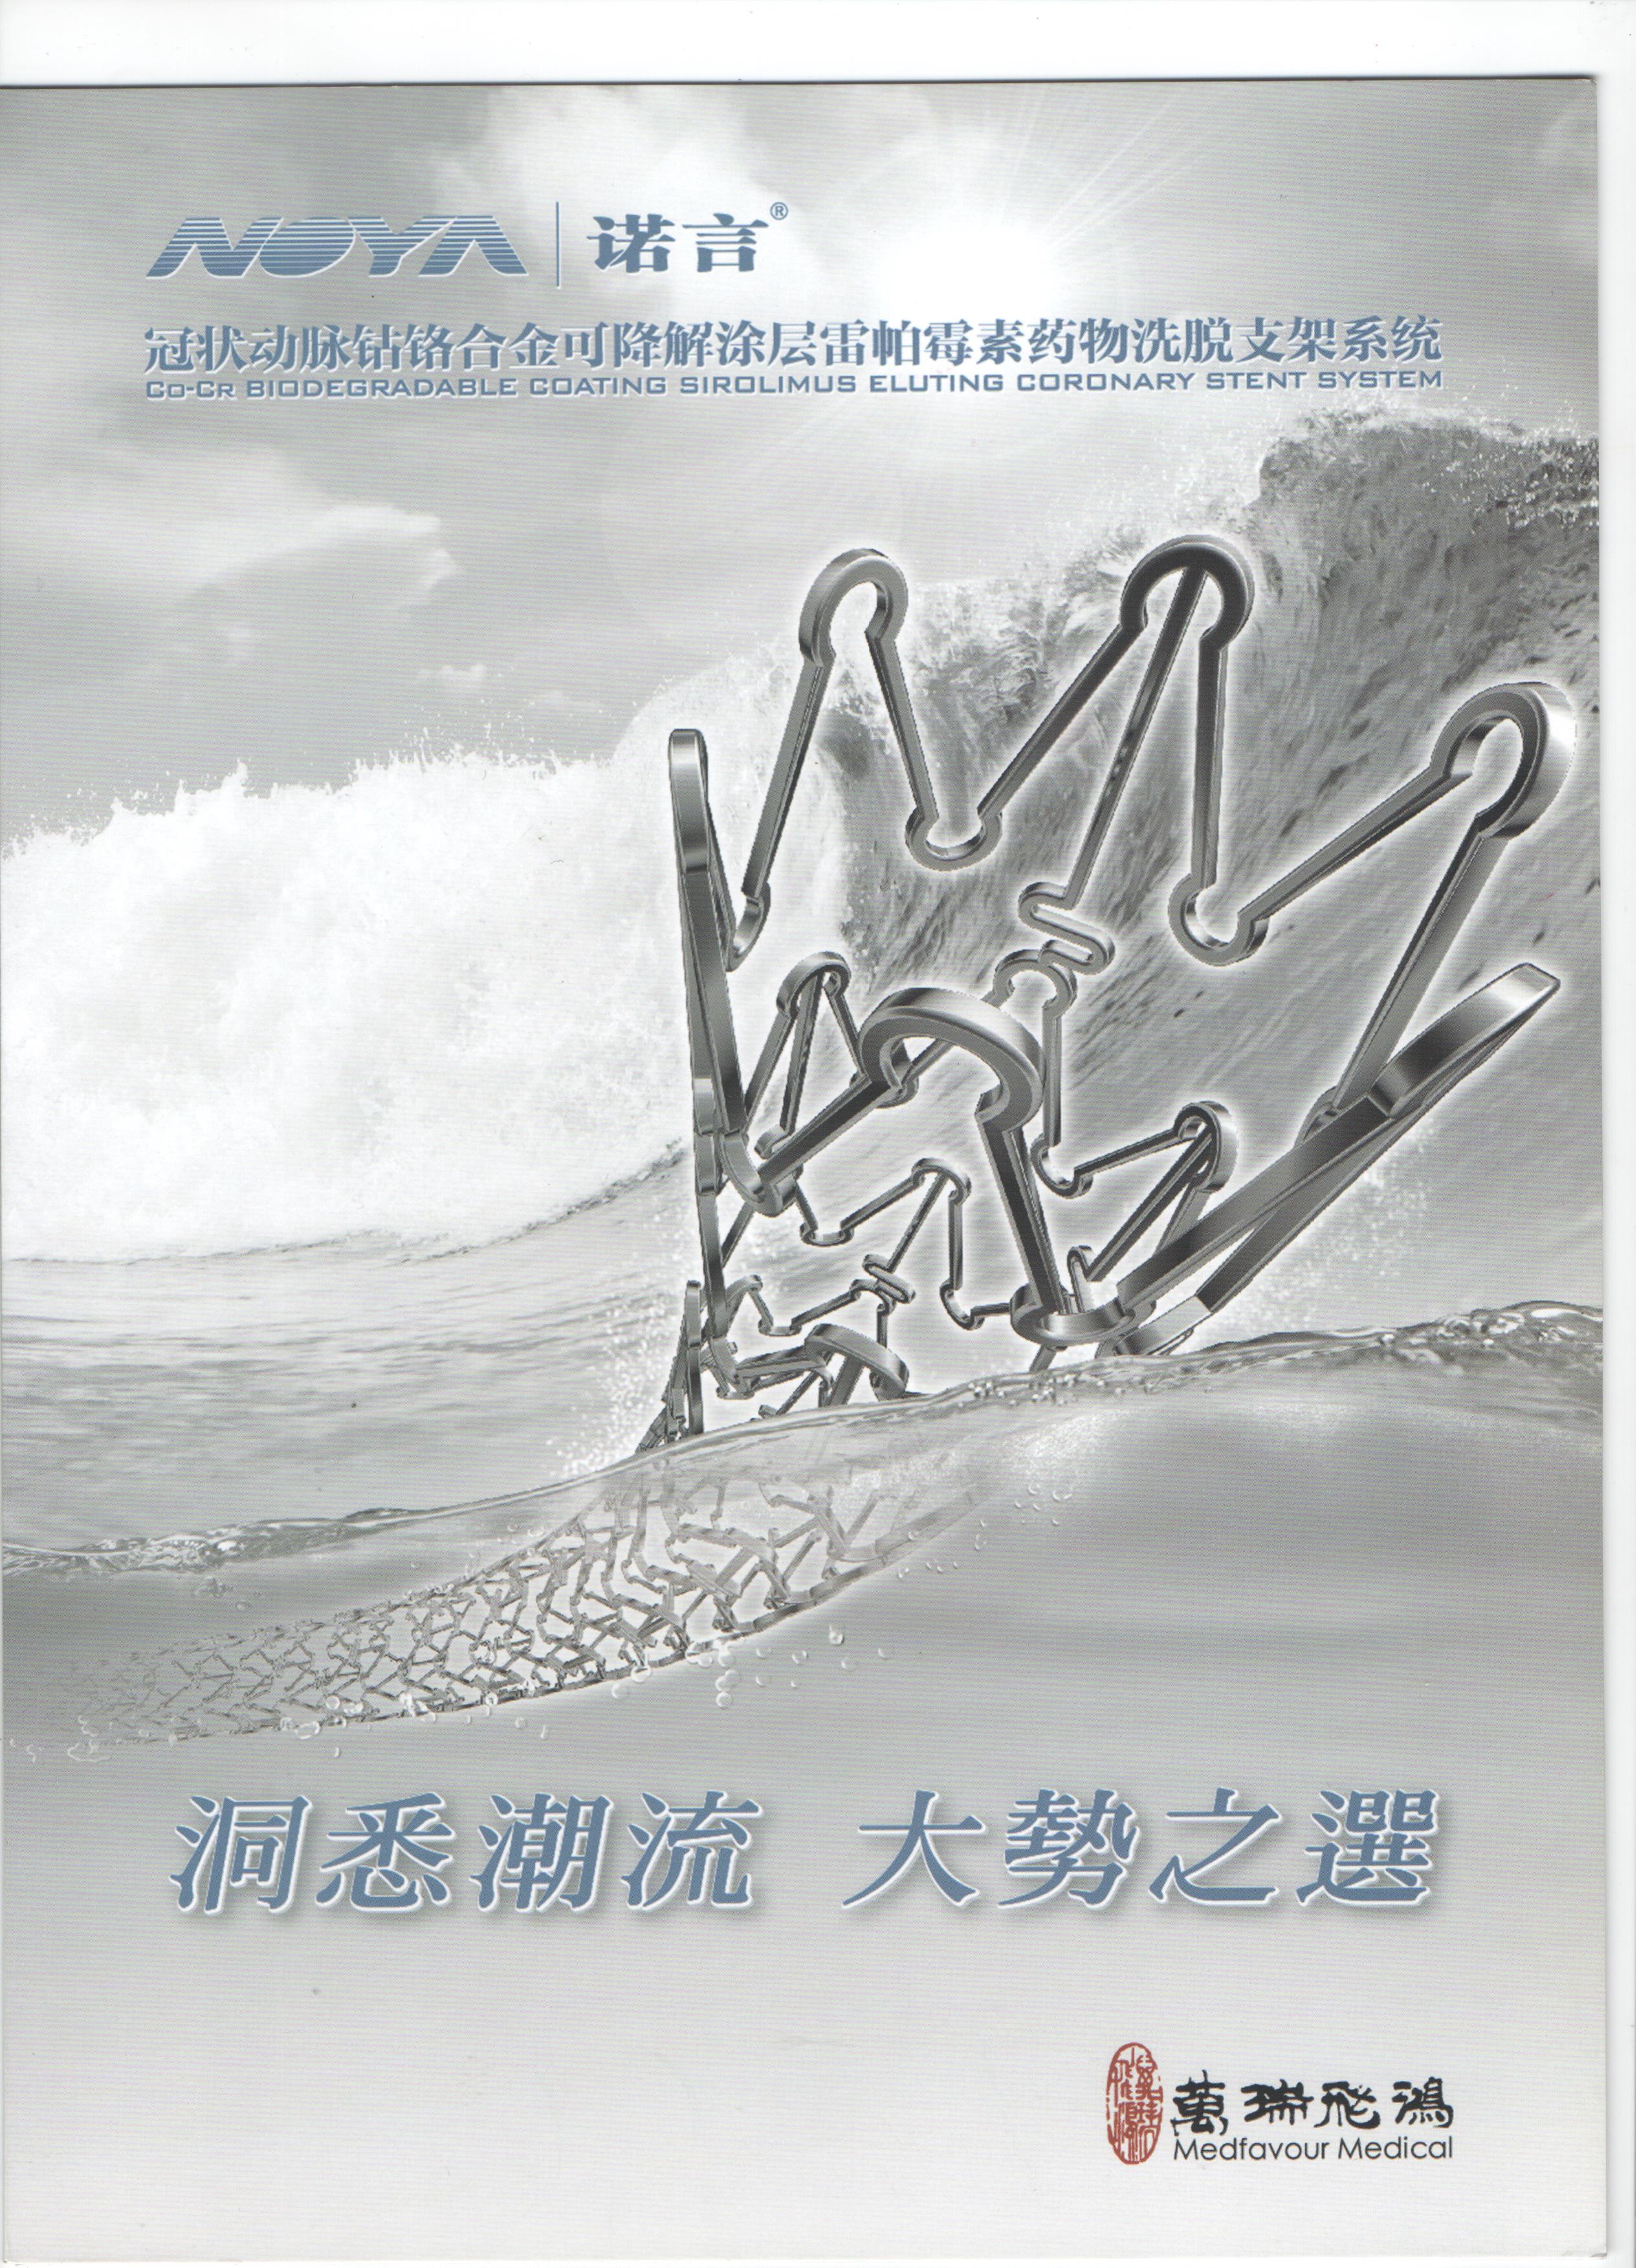 NOYA 诺言®
冠状动脉钴铬合金可降解涂层雷帕霉素药物洗脱支架系统
Co-Cr BIODEGRADABLE COATING SIROLIMUS ELUTING CORONARY STENT SYSTEM
洞悉潮流 大勢之選
萬瑞飛鴻
Medfavour Medical